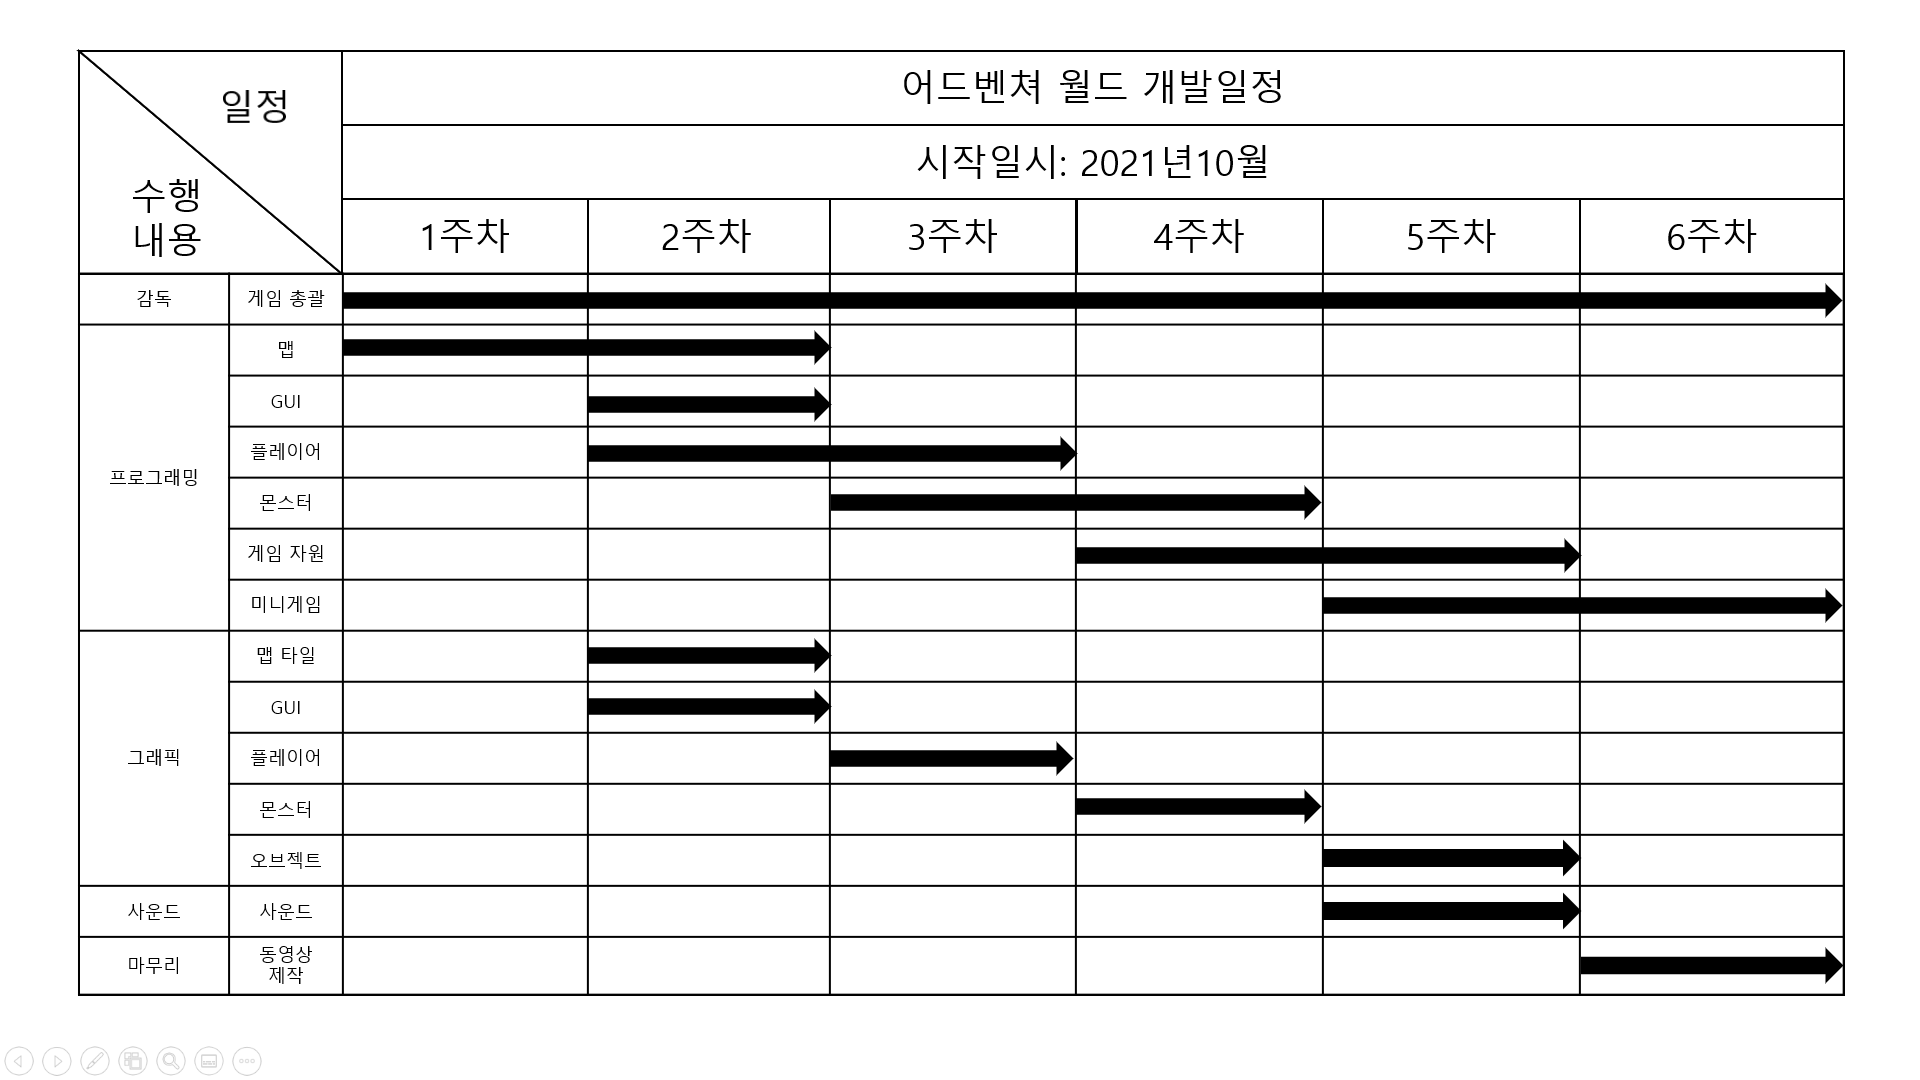 일정
수행
내용
어드벤쳐 월드 개발일정
시작일시: 2021년10월
1주차 2주차 3주차 4주차 5주차 6주차
감독 게임 총괄
프로그래밍
맵
GUI
플레이어
몬스터
게임 자원
미니게임
그래픽
맵 타일
GUI
플레이어
몬스터
오브젝트
사운드 사운드
마무리 동영상
제작